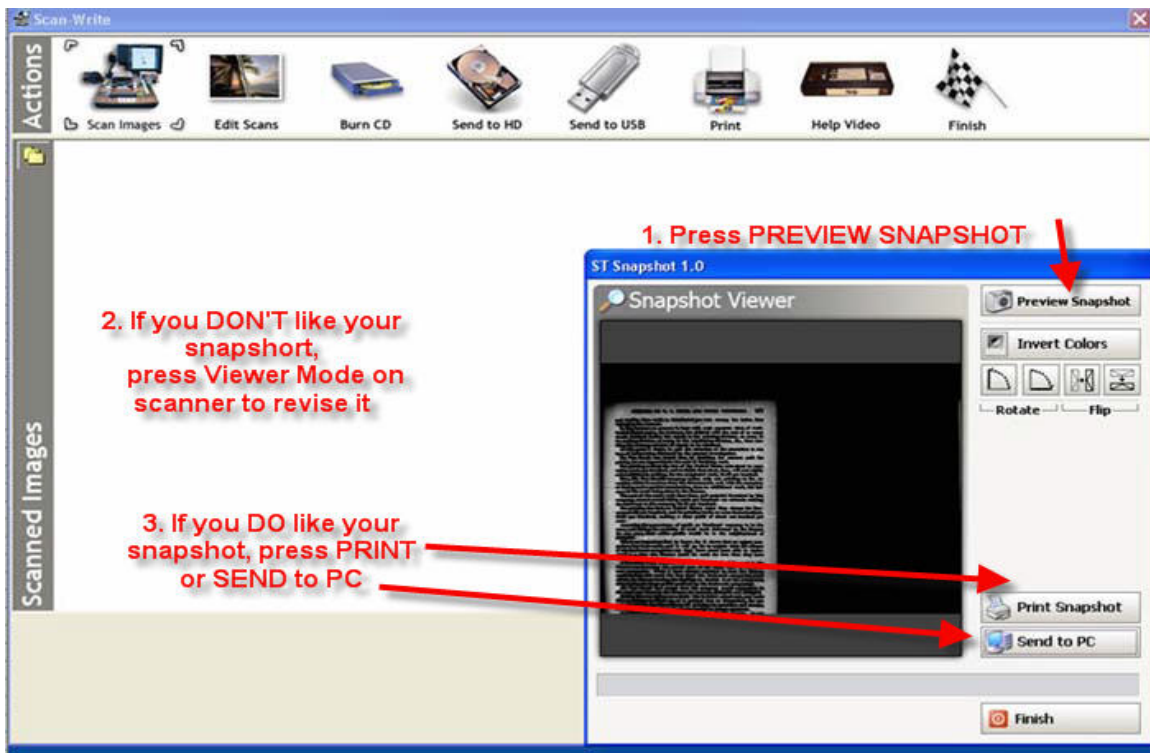 Scan-Write
Actions
Scan Images
Edit Scans
Burn CD
Send to HD
Send to USB
Print
Help Video
Finish
1. Press PREVIEW SNAPSHOT
ST Snapshot 1.0
Snapshot Viewer
Preview Snapshot
Invert Colors
Rotate
Flip
2. If you DON'T like your
snapshort,
press Viewer Mode on
scanner to revise it
Scanned Images
3. If you DO like your
snapshot, press PRINT
or SEND to PC
Print Snapshot
Send to PC
Finish